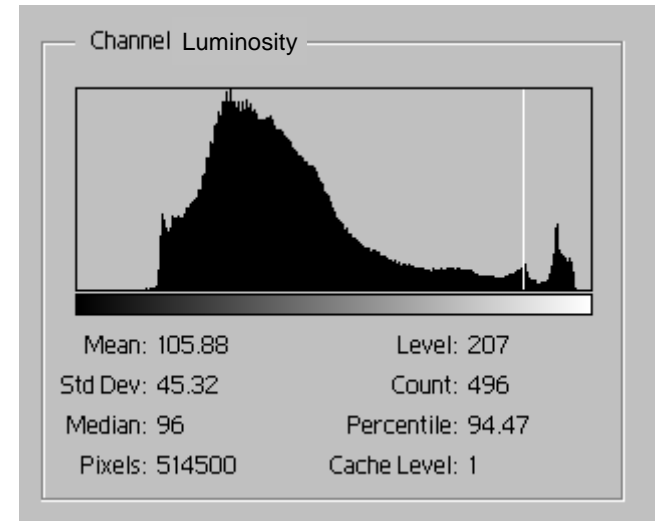 Channel Luminosity
Mean: 105.88 Level: 207
Std Dev: 45.32 Count: 496
Median: 96 Percentile: 94.47
Pixels: 514500 Cache Level: 1